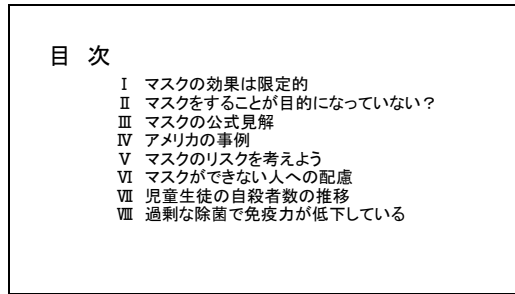 目 次
Ⅰ マスクの効果は限定的
Ⅱ マスクをすることが目的になっていない？
Ⅲ マスクの公式見解
Ⅳ アメリカの事例
Ⅴ マスクのリスクを考えよう
Ⅵ マスクができない人への配慮
Ⅶ 児童生徒の自殺者数の推移
Ⅷ 過剰な除菌で免疫力が低下している